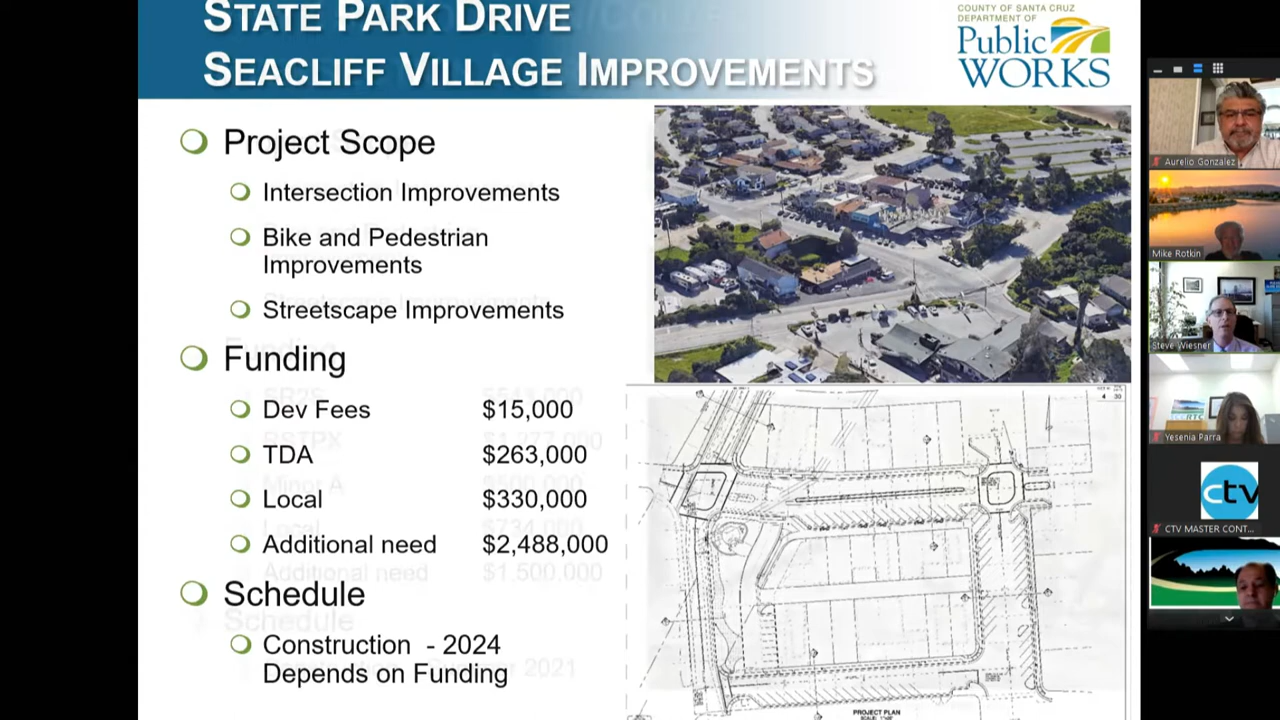 STATE PARK DRIVE
SEACLIFF VILLAGE IMPROVEMENTS
COUNTY OF SANTA CRUZ
DEPARTMENT OF
Public
WORKS
Project Scope
Intersection Improvements
Bike and Pedestrian
Improvements
Streetscape Improvements
Funding
Dev Fees $15,000
TDA $263,000
Local $330,000
Additional need $2,488,000
Schedule
Construction - 2024
Depends on Funding
PROJECT PLAN
Aurelio Gonzalez
Mike Rotkin
Steve Wiesner
Yesenia Parra
ctv
CTV MASTER CONT...